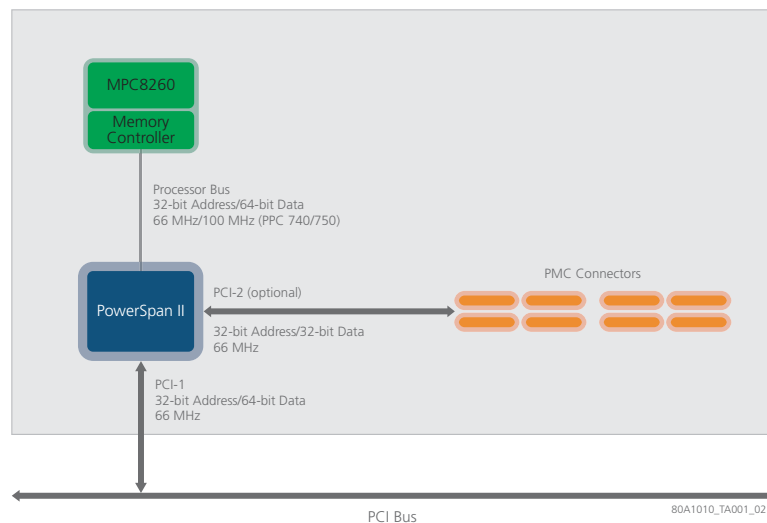 MPC8260
Memory
Controller
Processor Bus
32-bit Address/64-bit Data
66 MHz/100 MHz (PPC 740/750)
PowerSpan II
PCI-2 (optional)
32-bit Address/32-bit Data
66 MHz
PMC Connectors
PCI-1
32-bit Address/64-bit Data
66 MHz
PCI Bus
80A1010_TA001_02